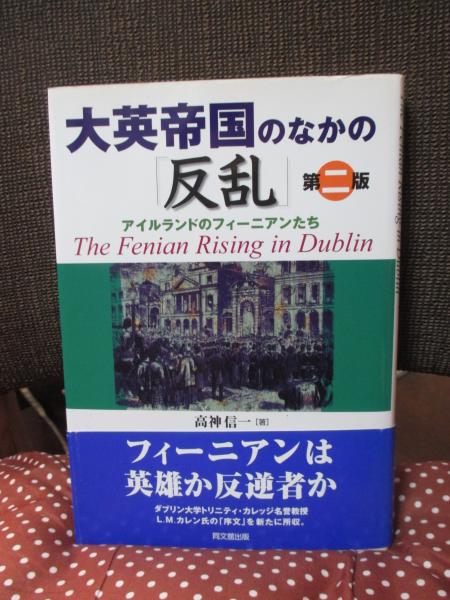 大英帝国のなかの
「反乱」
第二版
アイルランドのフィーニアンたち
The Fenian Rising in Dublin
高神信一[著]
フィーニアンは
英雄か反逆者か
ダブリン大学トリニティ・カレッジ名誉教授
L.M.カレン氏の「序文」を新たに所収。
同文舘出版